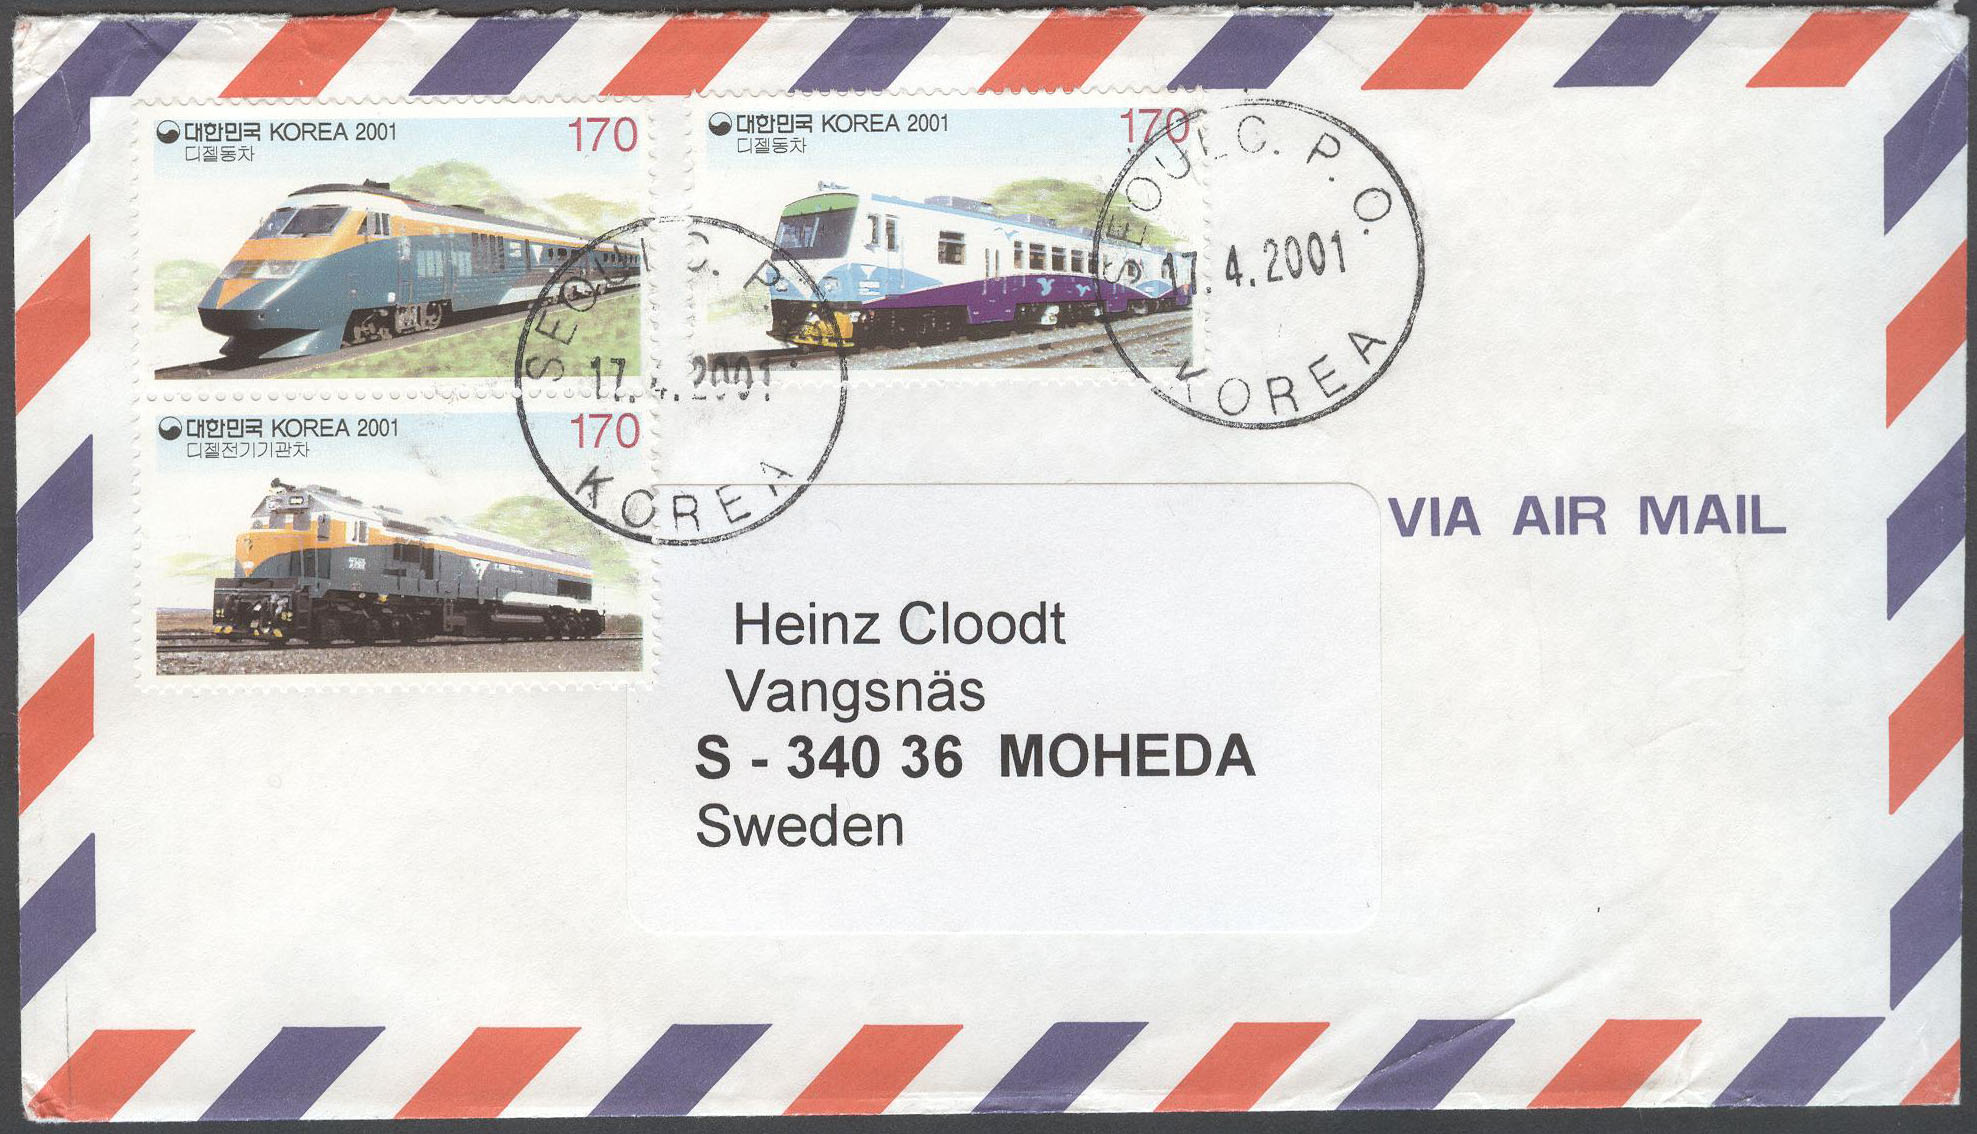 대한민국 KOREA 2001 170
디젤동차
대한민국 KOREA 2001 170
디젤동차
SEOUL C. P. O.
17. 4. 2001
KOREA
SEOUL C. P. O.
17. 4. 2001
KOREA
대한민국 KOREA 2001 170
디젤전기기관차
VIA AIR MAIL
Heinz Cloodt
Vangsnäs
S - 340 36 MOHEDA
Sweden